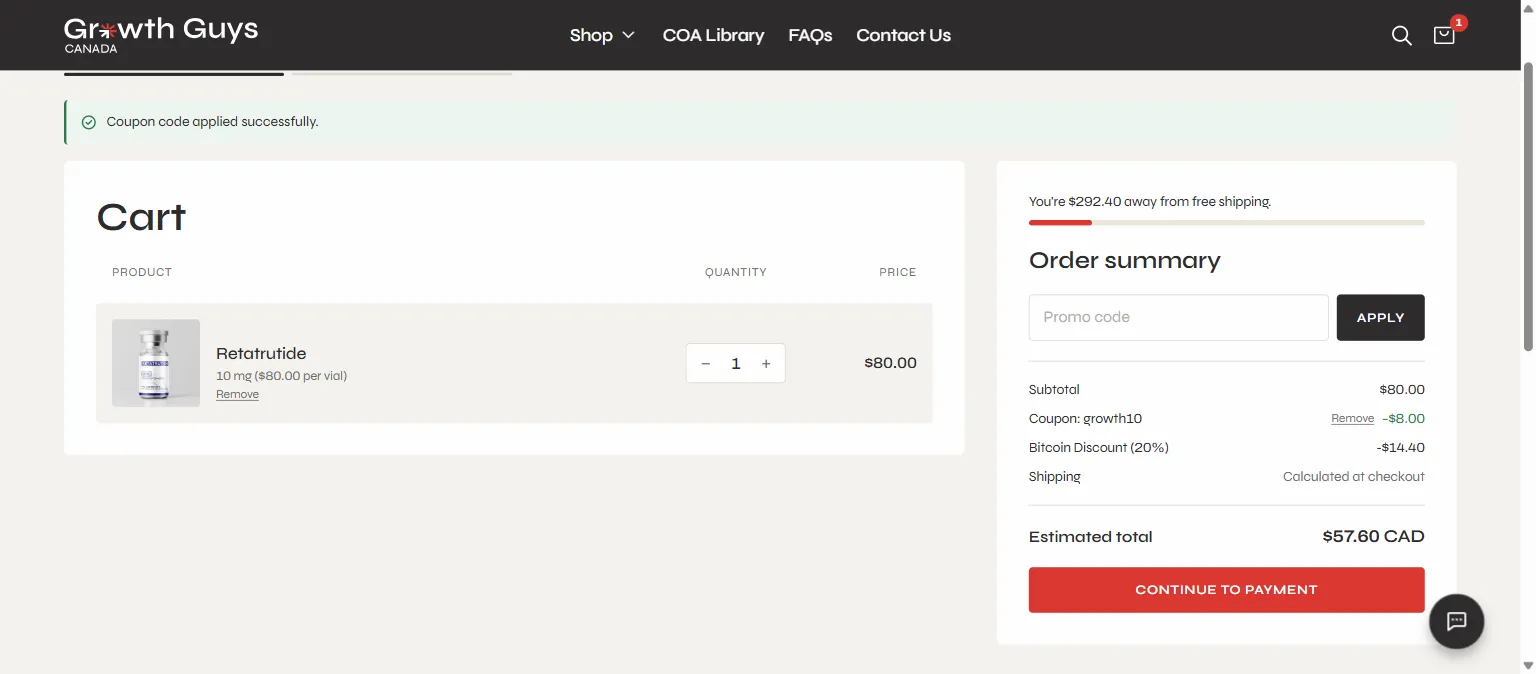 Growth Guys
CANADA
Shop
COA Library
FAQs
Contact Us
1
Coupon code applied successfully.
Cart
PRODUCT
QUANTITY
PRICE
RETATRUTIDE
Retatrutide
10 mg ($80.00 per vial)
Remove
− 1 +
$80.00
You're $292.40 away from free shipping.
Order summary
Promo code
APPLY
Subtotal $80.00
Coupon: growth10 Remove -$8.00
Bitcoin Discount (20%) -$14.40
Shipping Calculated at checkout
Estimated total $57.60 CAD
CONTINUE TO PAYMENT